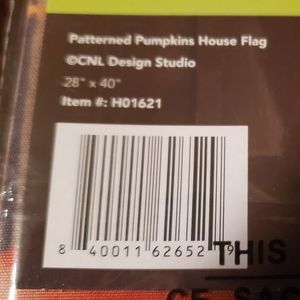 Patterned Pumpkins House Flag
©CNL Design Studio
28" x 40"
Item #: H01621
8 40011 62652 9
THIS